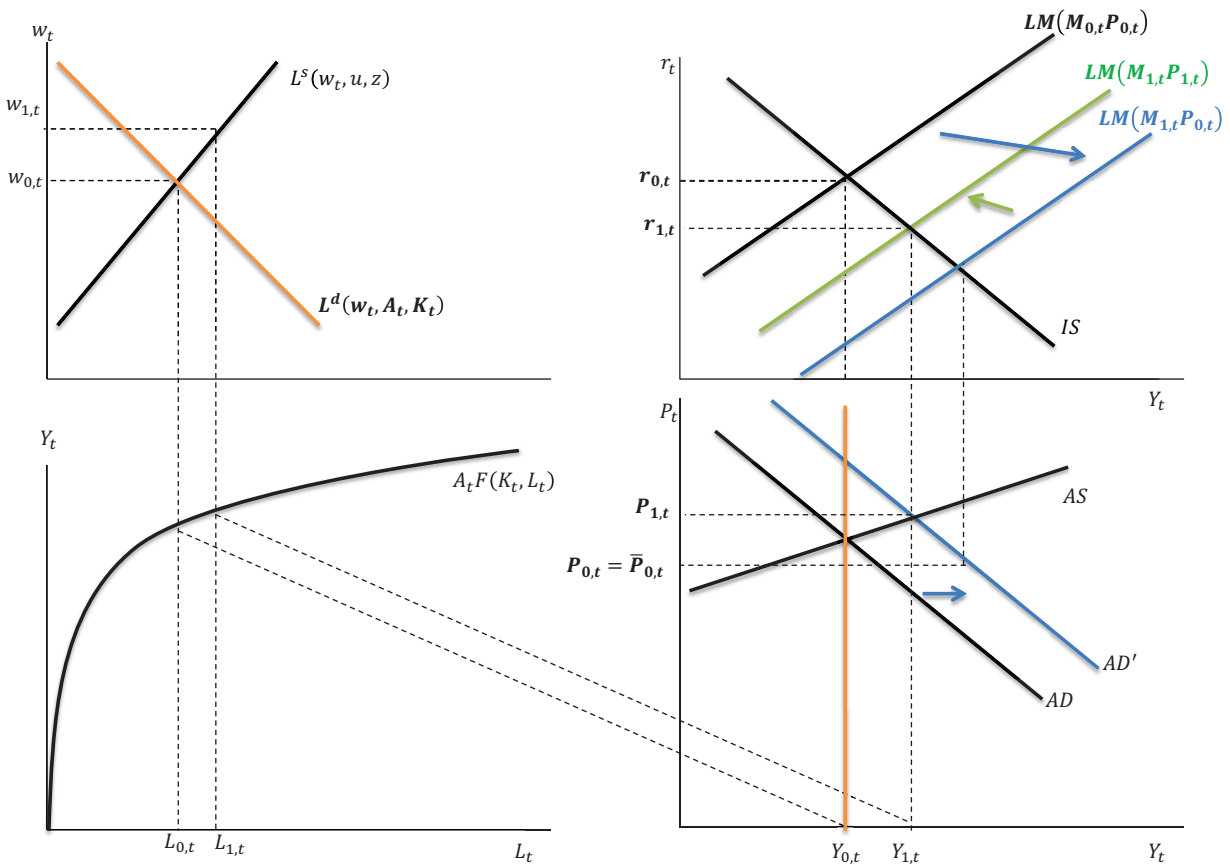 w_t
L^s(w_t, u, z)
w_{1,t}
w_{0,t}
L^d(w_t, A_t, K_t)
LM(M_{0,t}P_{0,t})
r_t
LM(M_{1,t}P_{1,t})
LM(M_{1,t}P_{0,t})
r_{0,t}
r_{1,t}
IS
Y_t
Y_t
A_tF(K_t, L_t)
L_{0,t}
L_{1,t}
L_t
P_t
AS
P_{1,t}
P_{0,t} = P̅_{0,t}
AD′
AD
Y_{0,t}
Y_{1,t}
Y_t